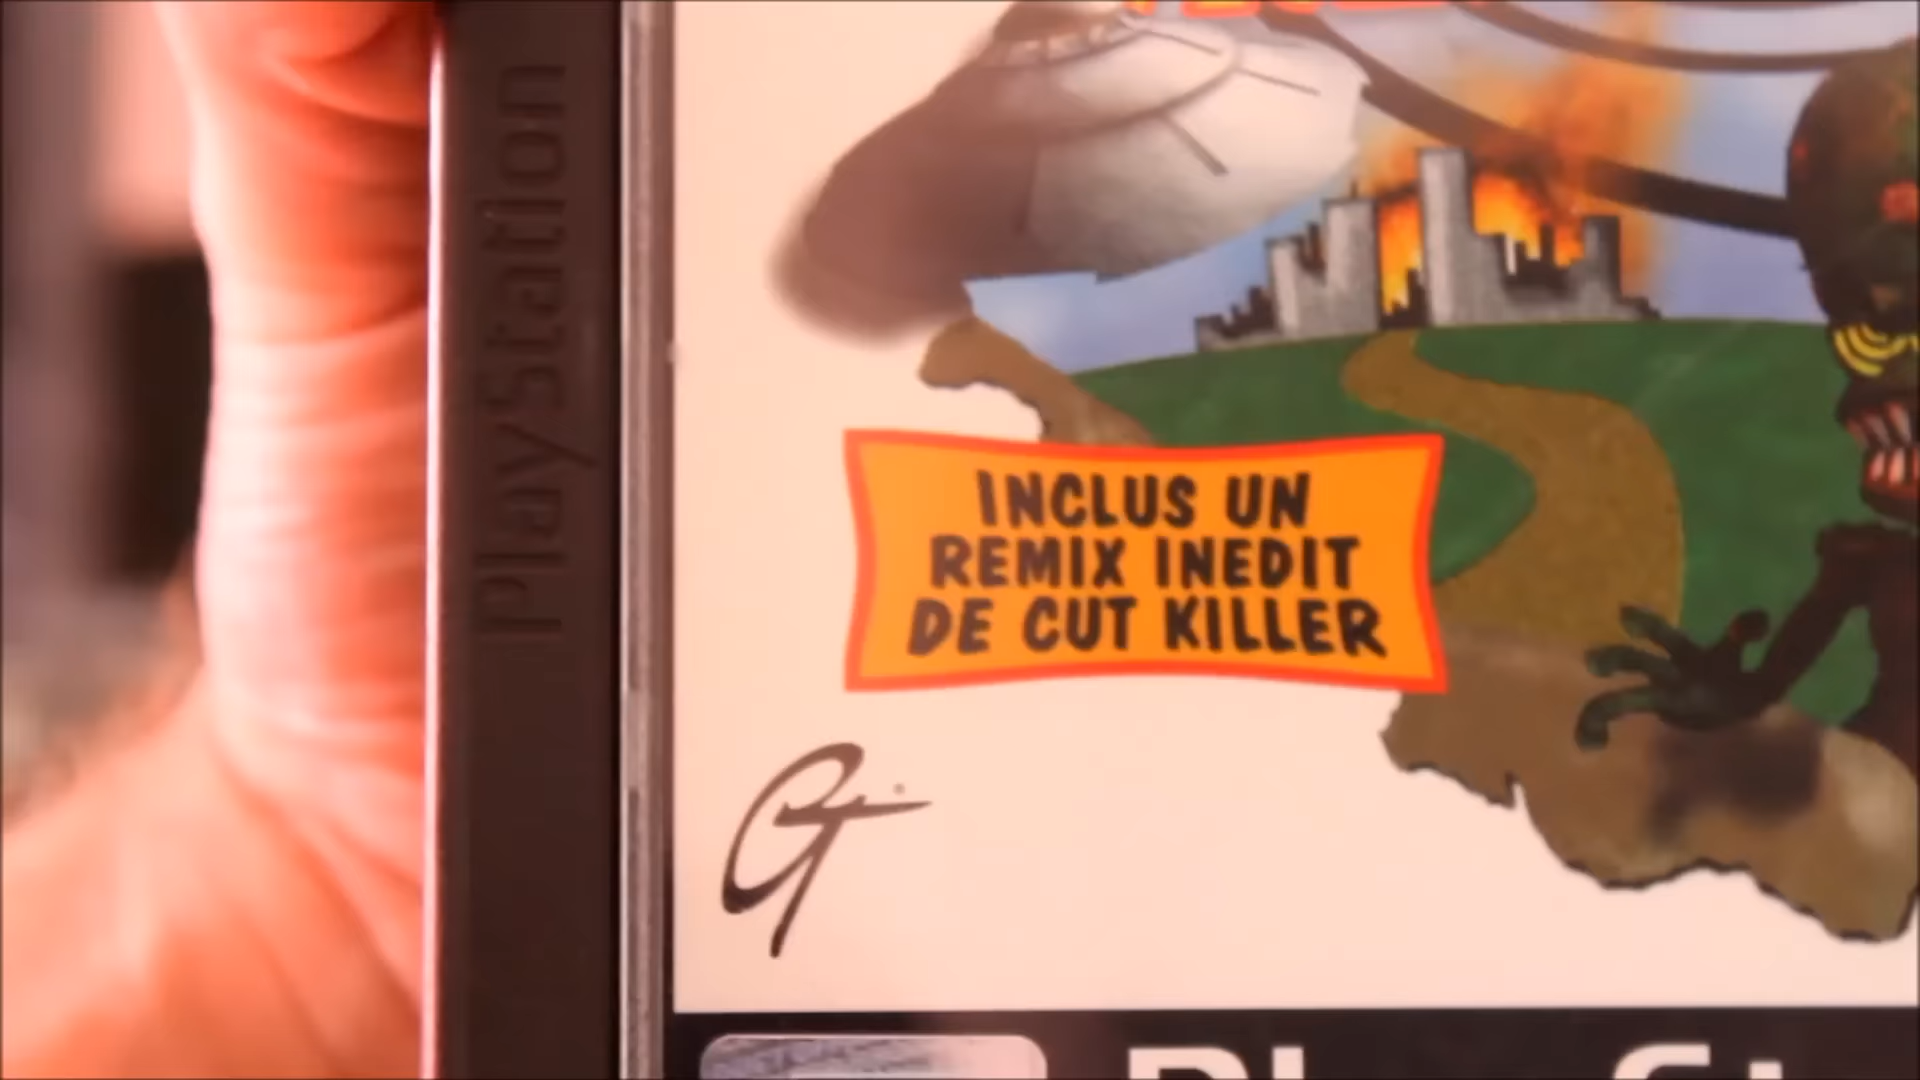 PlayStation
INCLUS UN
REMIX INEDIT
DE CUT KILLER